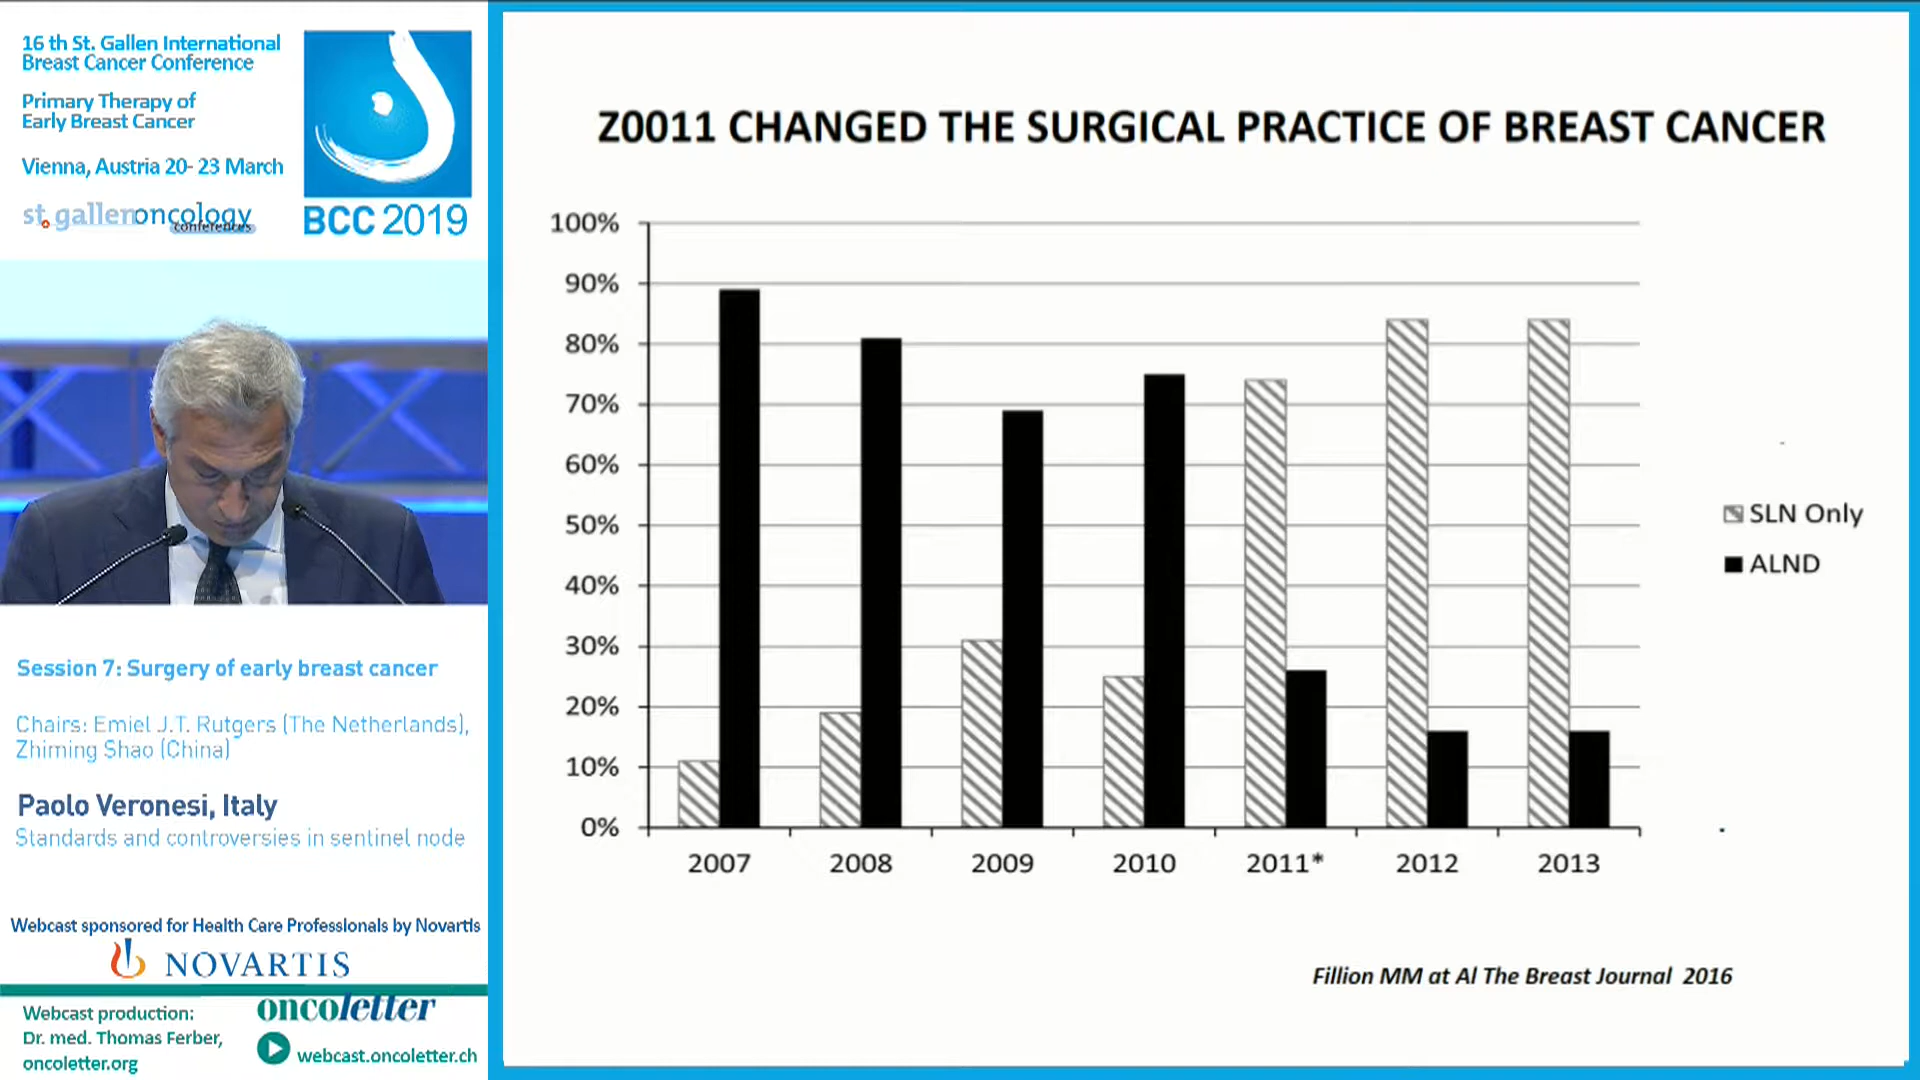 16 th St. Gallen International
Breast Cancer Conference
Primary Therapy of
Early Breast Cancer
Vienna, Austria 20- 23 March
st.gallenoncology
conferences
BCC 2019
Session 7: Surgery of early breast cancer
Chairs: Emiel J.T. Rutgers (The Netherlands),
Zhiming Shao (China)
Paolo Veronesi, Italy
Standards and controversies in sentinel node
Webcast sponsored for Health Care Professionals by Novartis
NOVARTIS
Webcast production:
Dr. med. Thomas Ferber,
oncoletter.org
oncoletter
webcast.oncoletter.ch
Z0011 CHANGED THE SURGICAL PRACTICE OF BREAST CANCER
100%
90%
80%
70%
60%
50%
40%
30%
20%
10%
0%
2007 2008 2009 2010 2011* 2012 2013
SLN Only
ALND
Fillion MM at Al The Breast Journal 2016